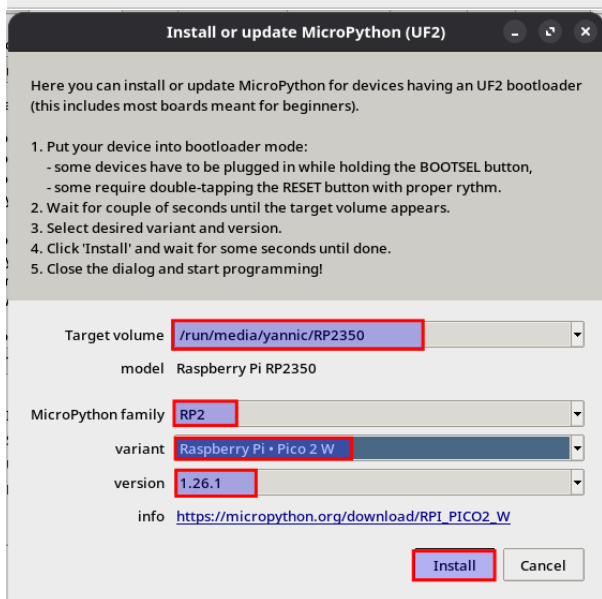 Install or update MicroPython (UF2)
Here you can install or update MicroPython for devices having an UF2 bootloader
(this includes most boards meant for beginners).
1. Put your device into bootloader mode:
- some devices have to be plugged in while holding the BOOTSEL button,
- some require double-tapping the RESET button with proper rythm.
2. Wait for couple of seconds until the target volume appears.
3. Select desired variant and version.
4. Click 'Install' and wait for some seconds until done.
5. Close the dialog and start programming!
Target volume /run/media/yannic/RP2350
model Raspberry Pi RP2350
MicroPython family RP2
variant Raspberry Pi • Pico 2 W
version 1.26.1
info https://micropython.org/download/RPI_PICO2_W
Install Cancel